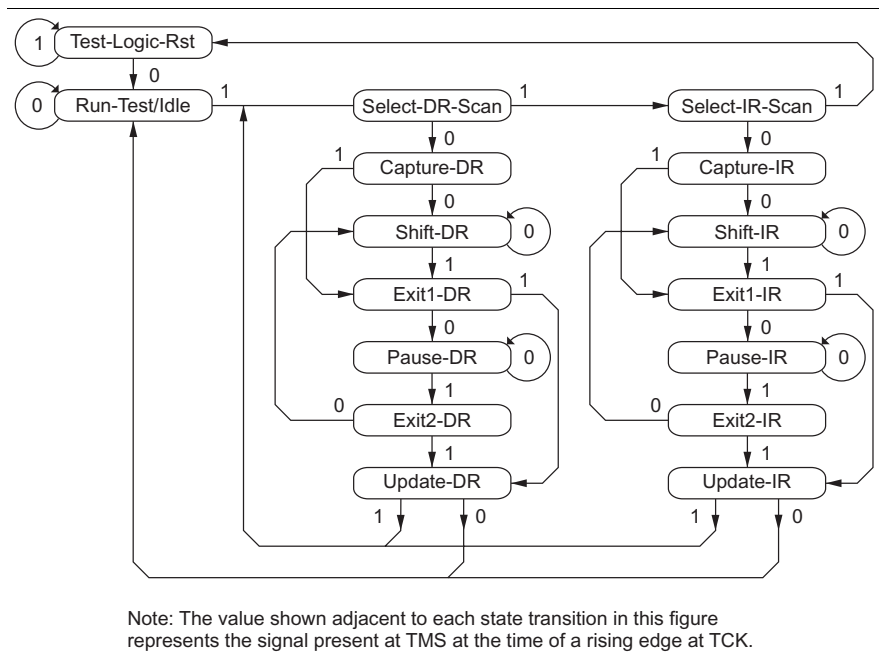 1 Test-Logic-Rst
0
0 Run-Test/Idle 1 Select-DR-Scan 1 Select-IR-Scan 1
0 0
1 Capture-DR 1 Capture-IR
0 0
Shift-DR 0 Shift-IR 0
1 1
Exit1-DR 1 Exit1-IR 1
0 0
Pause-DR 0 Pause-IR 0
1 1
0 Exit2-DR 0 Exit2-IR
1 1
Update-DR Update-IR
1 0 1 0
Note: The value shown adjacent to each state transition in this figure
represents the signal present at TMS at the time of a rising edge at TCK.